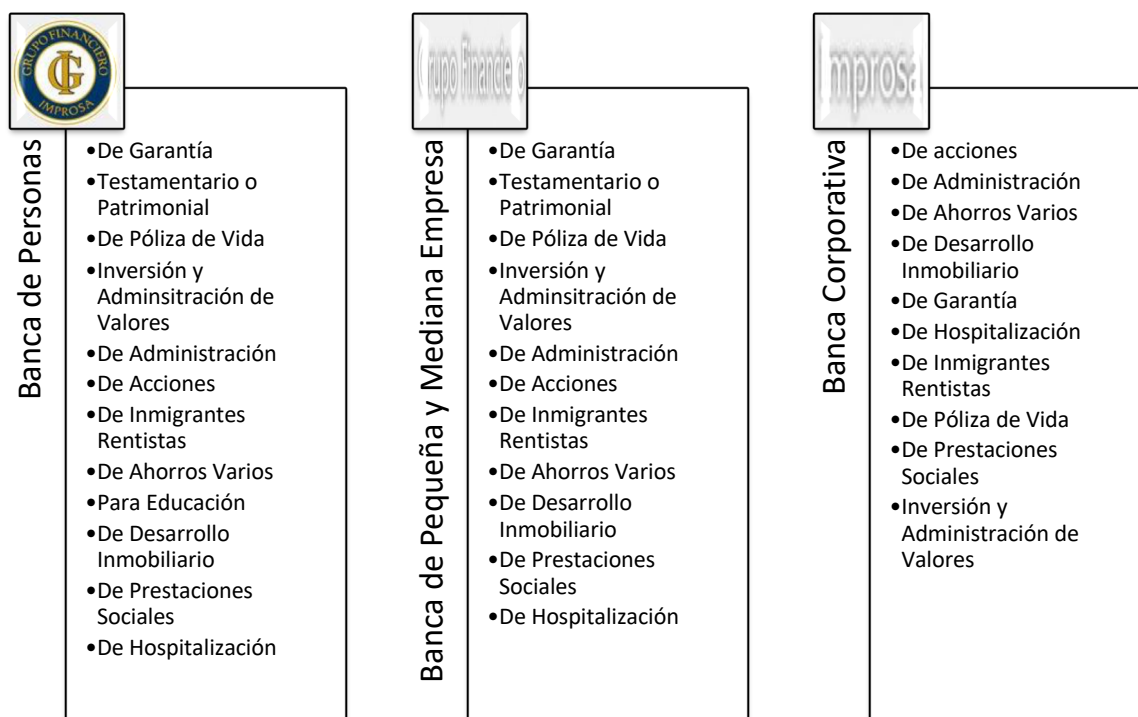 GRUPO FINANCIERO
IMPROSA
Banca de Personas
•De Garantía
•Testamentario o
Patrimonial
•De Póliza de Vida
•Inversión y
Adminsitración de
Valores
•De Administración
•De Acciones
•De Inmigrantes
Rentistas
•De Ahorros Varios
•Para Educación
•De Desarrollo
Inmobiliario
•De Prestaciones
Sociales
•De Hospitalización
Grupo Financiero
Banca de Pequeña y Mediana Empresa
•De Garantía
•Testamentario o
Patrimonial
•De Póliza de Vida
•Inversión y
Adminsitración de
Valores
•De Administración
•De Acciones
•De Inmigrantes
Rentistas
•De Ahorros Varios
•De Desarrollo
Inmobiliario
•De Prestaciones
Sociales
•De Hospitalización
Improsa
Banca Corporativa
•De acciones
•De Administración
•De Ahorros Varios
•De Desarrollo
Inmobiliario
•De Garantía
•De Hospitalización
•De Inmigrantes
Rentistas
•De Póliza de Vida
•De Prestaciones
Sociales
•Inversión y
Administración de
Valores